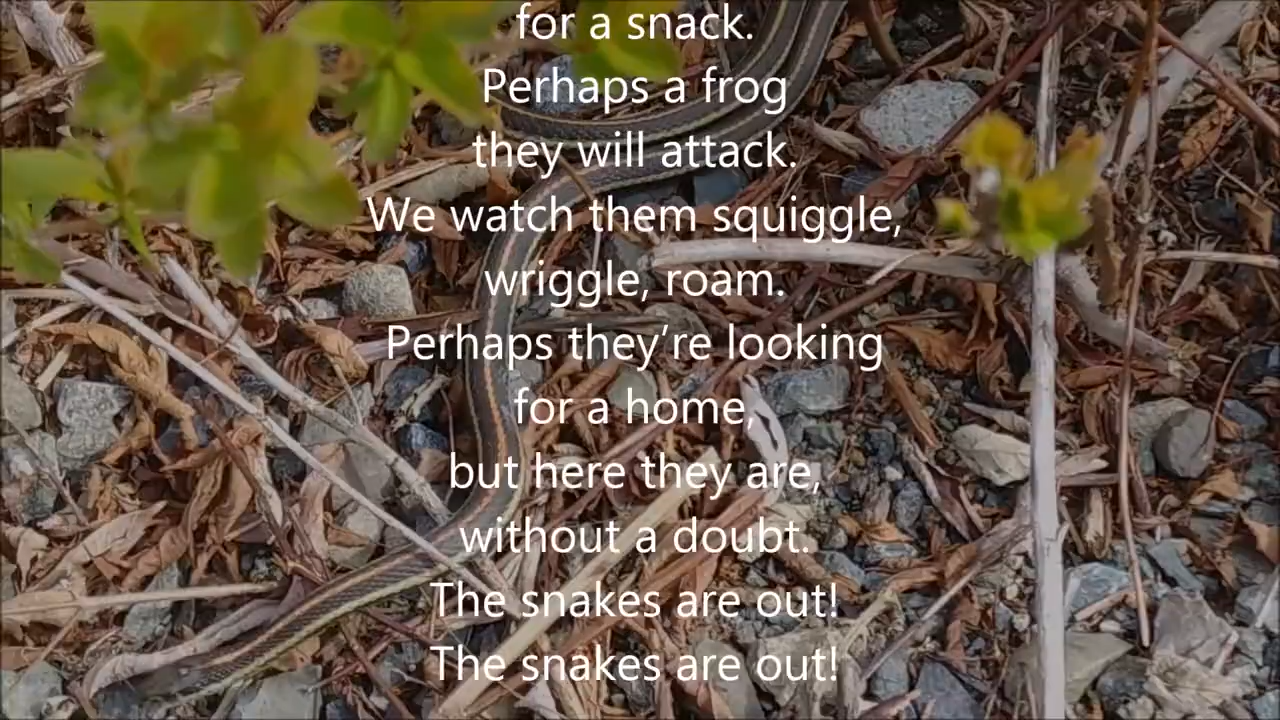 for a snack.
Perhaps a frog
they will attack.
We watch them squiggle,
wriggle, roam.
Perhaps they’re looking
for a home,
but here they are,
without a doubt.
The snakes are out!
The snakes are out!